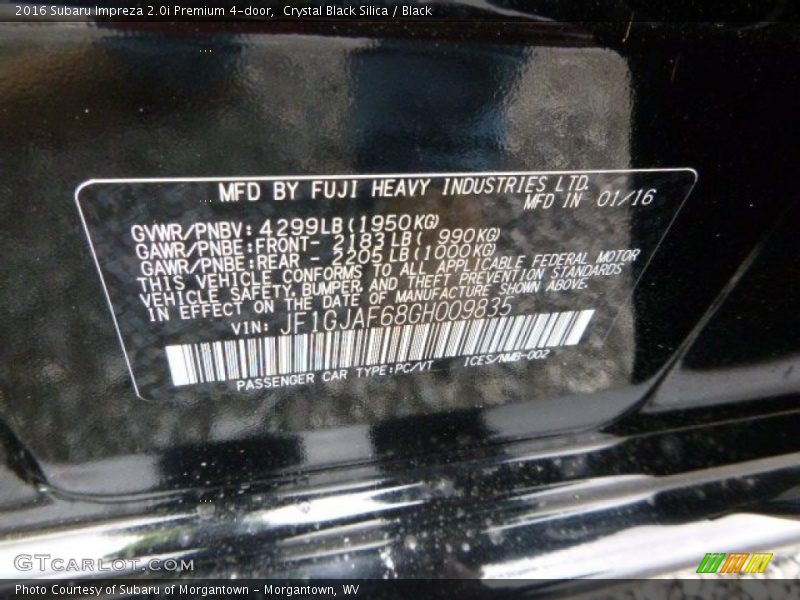 2016 Subaru Impreza 2.0i Premium 4-door, Crystal Black Silica / Black
MFD BY FUJI HEAVY INDUSTRIES LTD.
MFD IN 01/16
GVWR/PNBV: 4299LB(1950KG)
GAWR/PNBE:FRONT- 2183LB( 990KG)
GAWR/PNBE:REAR - 2205LB(1000KG)
THIS VEHICLE CONFORMS TO ALL APPLICABLE FEDERAL MOTOR
VEHICLE SAFETY, BUMPER, AND THEFT PREVENTION STANDARDS
IN EFFECT ON THE DATE OF MANUFACTURE SHOWN ABOVE.
VIN: JF1GJAF68GH009835
PASSENGER CAR TYPE:PC/VT ICES/NMB-002
GTCARLOT.COM
Photo Courtesy of Subaru of Morgantown - Morgantown, WV